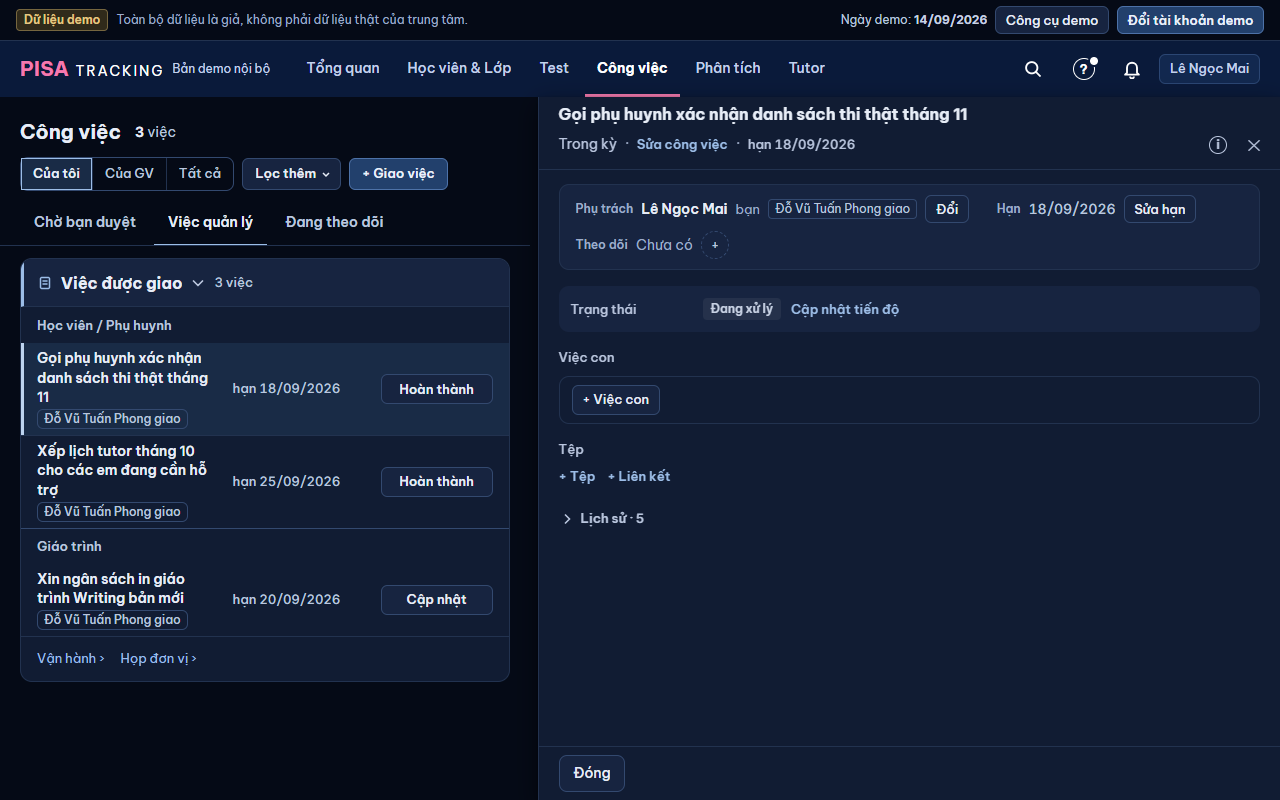 Dữ liệu demo Toàn bộ dữ liệu là giả, không phải dữ liệu thật của trung tâm. Ngày demo: 14/09/2026 Công cụ demo Đổi tài khoản demo
PISA TRACKING Bản demo nội bộ Tổng quan Học viên & Lớp Test Công việc Phân tích Tutor ? Lê Ngọc Mai
Công việc 3 việc
Của tôi Của GV Tất cả Lọc thêm + Giao việc
Chờ bạn duyệt Việc quản lý Đang theo dõi
Việc được giao 3 việc
Học viên / Phụ huynh
Gọi phụ huynh xác nhận
danh sách thi thật tháng
11
hạn 18/09/2026 Hoàn thành
Đỗ Vũ Tuấn Phong giao
Xếp lịch tutor tháng 10
cho các em đang cần hỗ
trợ
hạn 25/09/2026 Hoàn thành
Đỗ Vũ Tuấn Phong giao
Giáo trình
Xin ngân sách in giáo
trình Writing bản mới
hạn 20/09/2026 Cập nhật
Đỗ Vũ Tuấn Phong giao
Vận hành › Họp đơn vị ›
Gọi phụ huynh xác nhận danh sách thi thật tháng 11
Trong kỳ · Sửa công việc · hạn 18/09/2026
Phụ trách Lê Ngọc Mai bạn Đỗ Vũ Tuấn Phong giao Đổi Hạn 18/09/2026 Sửa hạn
Theo dõi Chưa có +
Trạng thái Đang xử lý Cập nhật tiến độ
Việc con
+ Việc con
Tệp
+ Tệp + Liên kết
Lịch sử · 5
Đóng